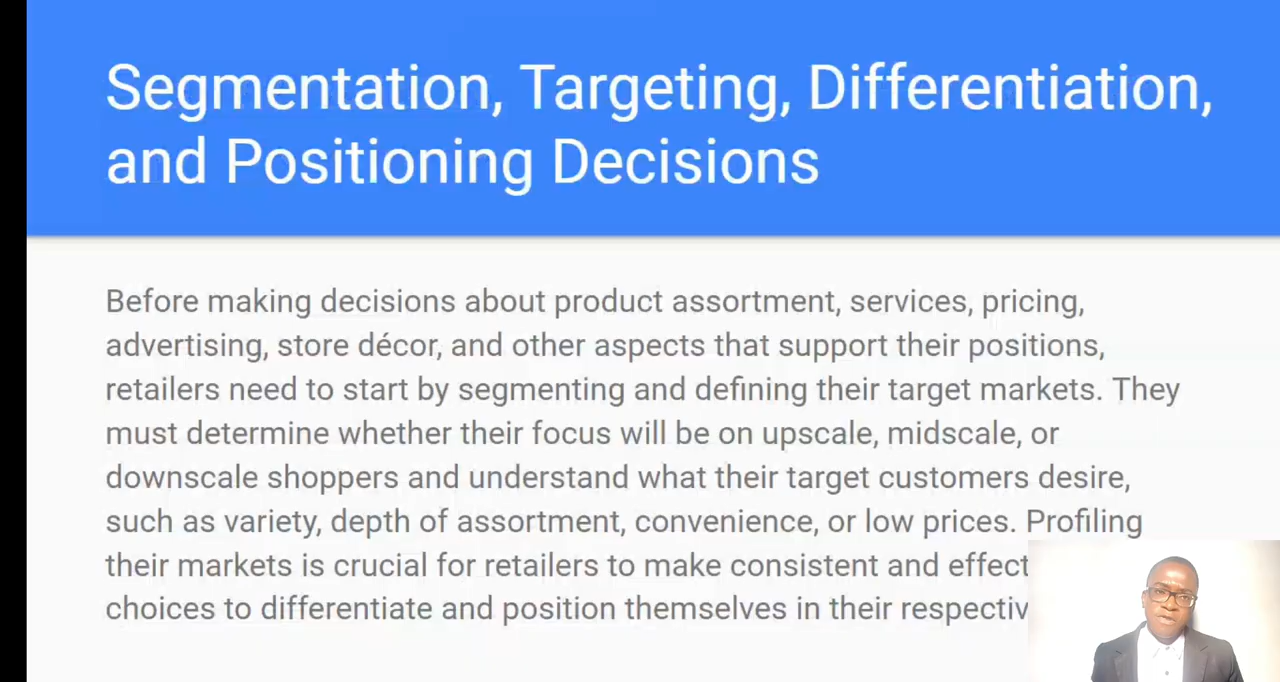 Segmentation, Targeting, Differentiation,
and Positioning Decisions
Before making decisions about product assortment, services, pricing,
advertising, store décor, and other aspects that support their positions,
retailers need to start by segmenting and defining their target markets. They
must determine whether their focus will be on upscale, midscale, or
downscale shoppers and understand what their target customers desire,
such as variety, depth of assortment, convenience, or low prices. Profiling
their markets is crucial for retailers to make consistent and
choices to differentiate and position themselves in their